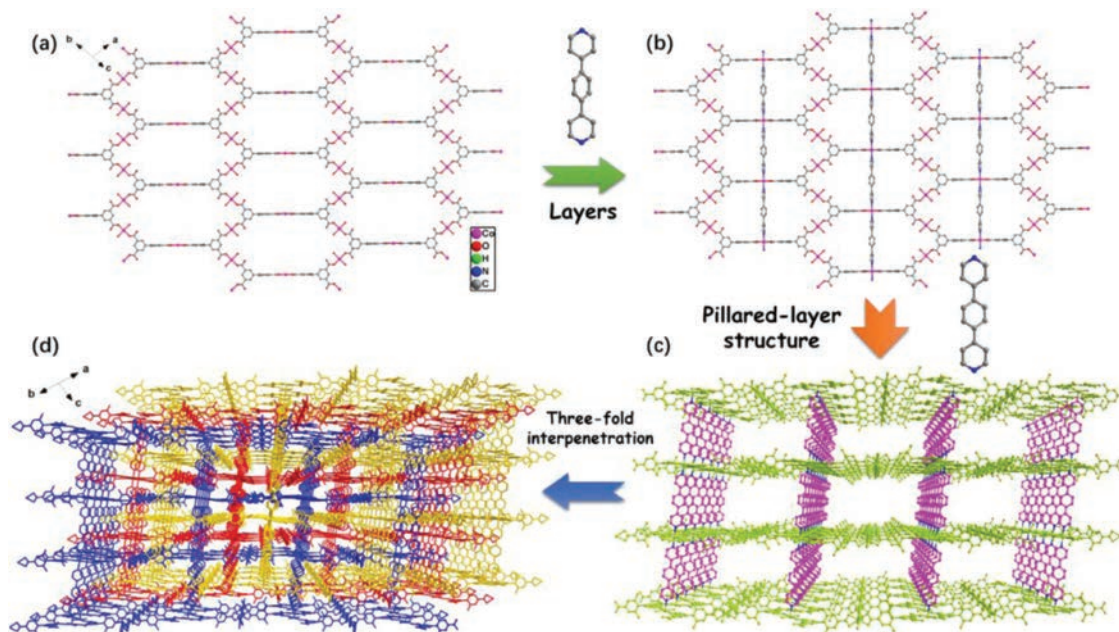 (a)
b
a
c
Layers
Co
O
H
N
C
(b)
Pillared-layer
structure
(d)
a
b
c
Three-fold
interpenetration
(c)